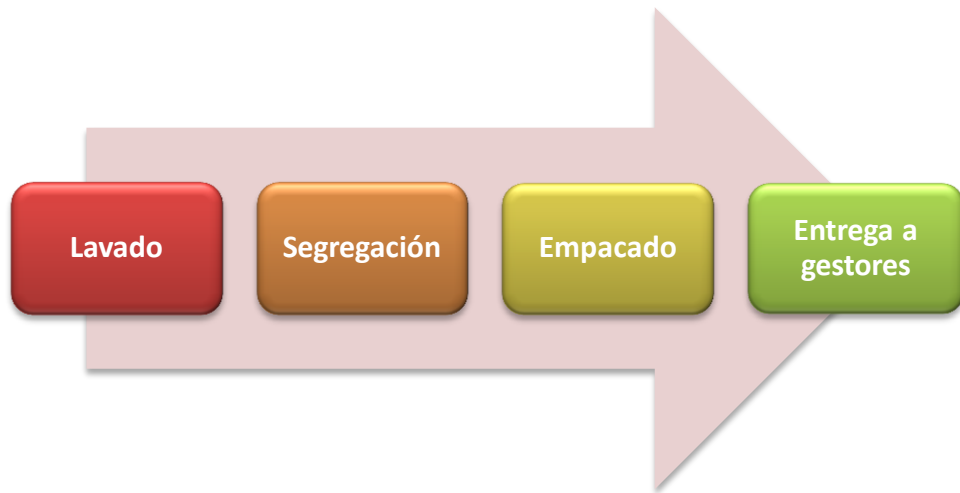 Lavado
Segregación
Empacado
Entrega a
gestores